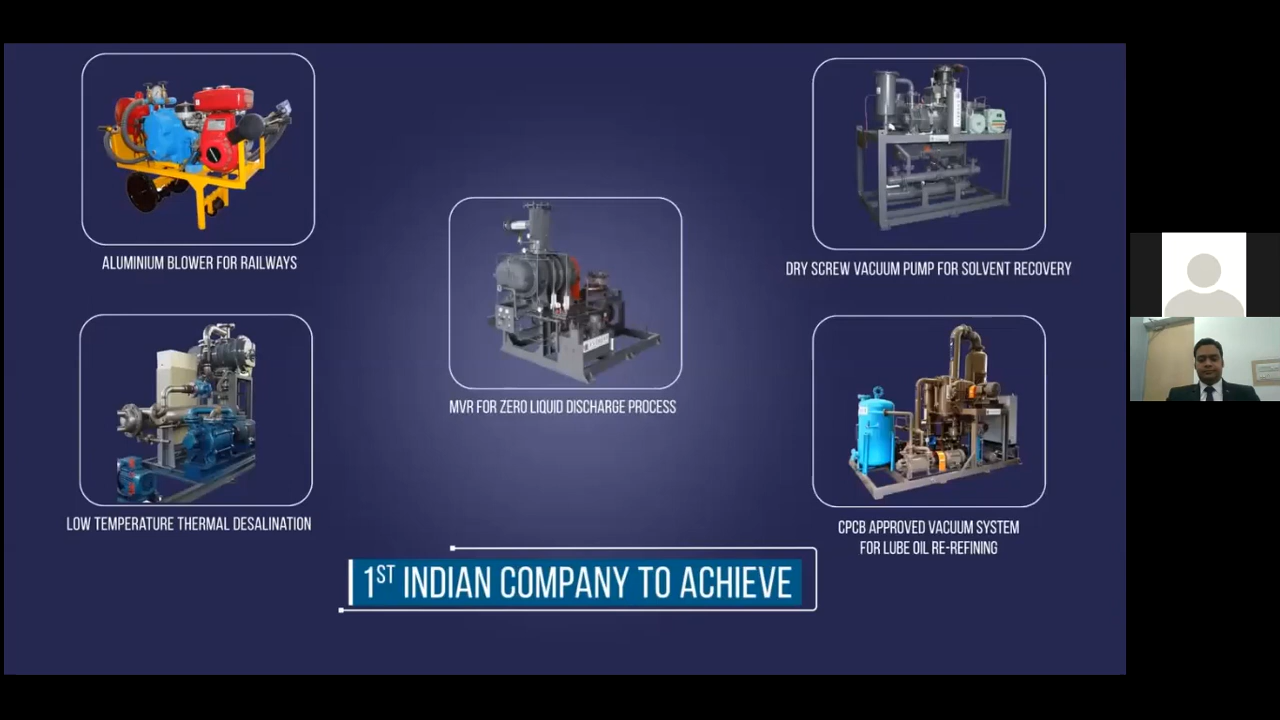 ALUMINIUM BLOWER FOR RAILWAYS
DRY SCREW VACUUM PUMP FOR SOLVENT RECOVERY
MVR FOR ZERO LIQUID DISCHARGE PROCESS
LOW TEMPERATURE THERMAL DESALINATION
CPCB APPROVED VACUUM SYSTEM
FOR LUBE OIL RE-REFINING
1ST INDIAN COMPANY TO ACHIEVE